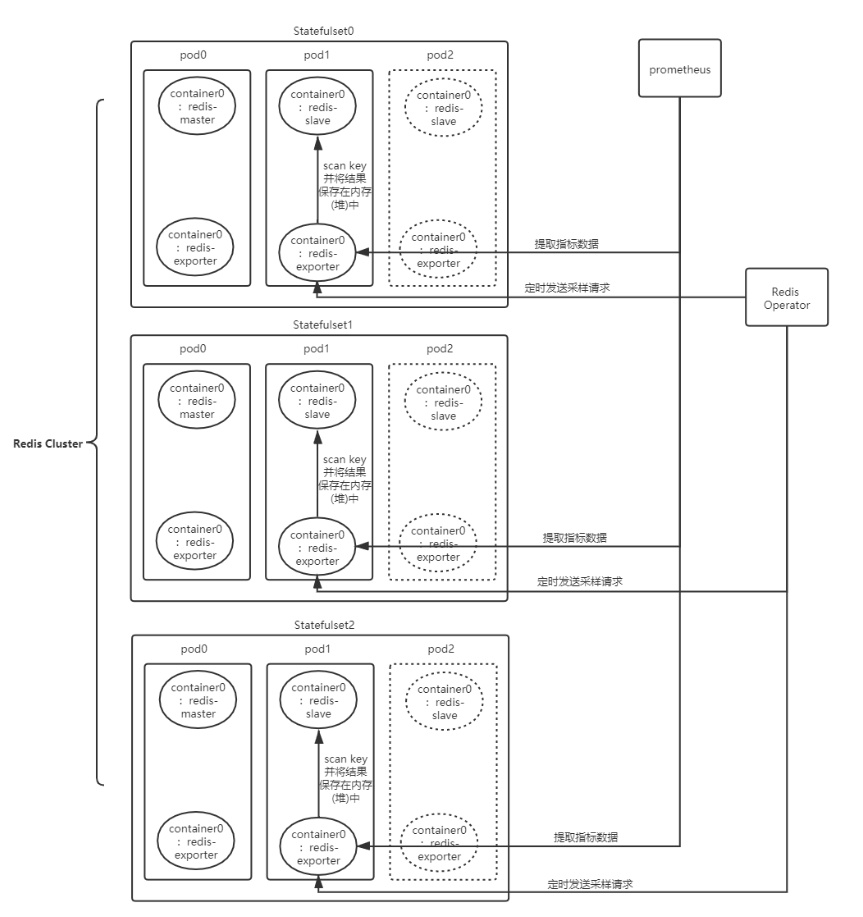 Statefulset0
pod0
pod1
pod2
prometheus
container0
: redis-
master
container0
: redis-
slave
container0
: redis-
slave
scan key
并将结果
保存在内存
(堆)中
container0
: redis-
exporter
container0
: redis-
exporter
container0
: redis-
exporter
提取指标数据
定时发送采样请求
Redis
Operator
Statefulset1
pod0
pod1
pod2
container0
: redis-
master
container0
: redis-
slave
container0
: redis-
slave
Redis Cluster
scan key
并将结果
保存在内存
(堆)中
container0
: redis-
exporter
container0
: redis-
exporter
container0
: redis-
exporter
提取指标数据
定时发送采样请求
Statefulset2
pod0
pod1
pod2
container0
: redis-
master
container0
: redis-
slave
container0
: redis-
slave
scan key
并将结果
保存在内存
(堆)中
container0
: redis-
exporter
container0
: redis-
exporter
container0
: redis-
exporter
提取指标数据
定时发送采样请求